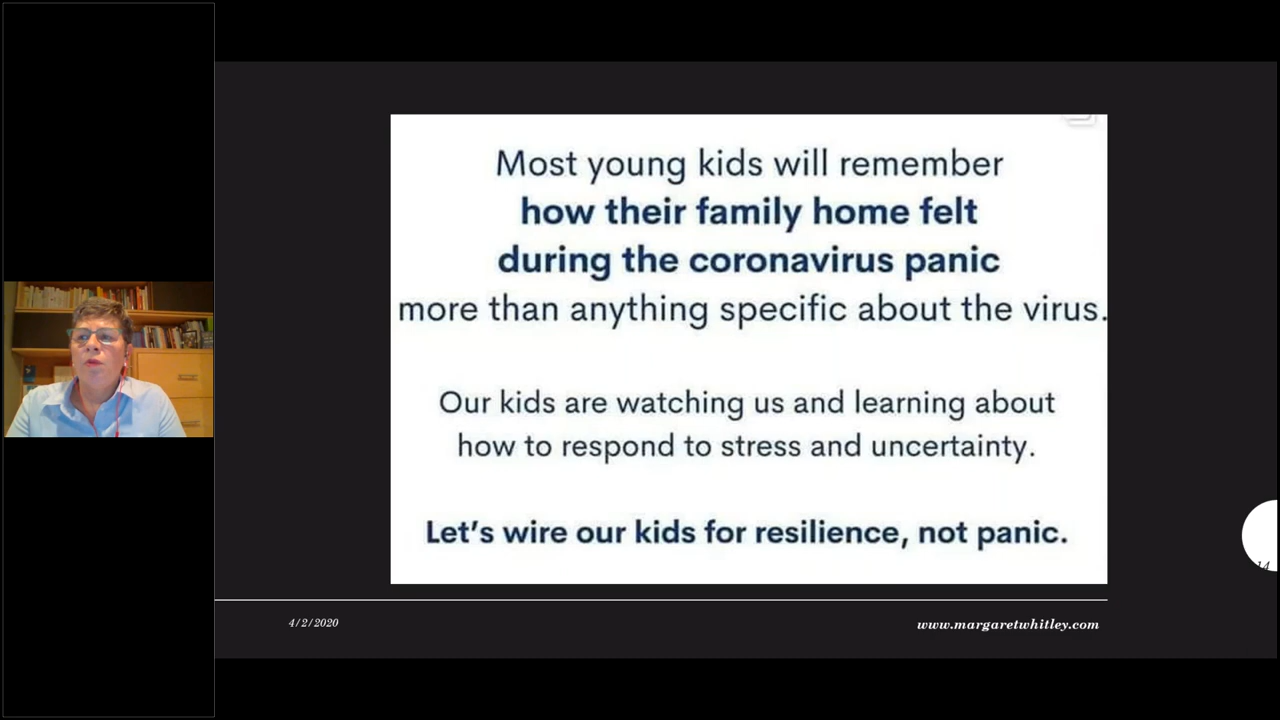 Most young kids will remember
how their family home felt
during the coronavirus panic
more than anything specific about the virus.
Our kids are watching us and learning about
how to respond to stress and uncertainty.
Let's wire our kids for resilience, not panic.
14
4/2/2020
www.margaretwhitley.com